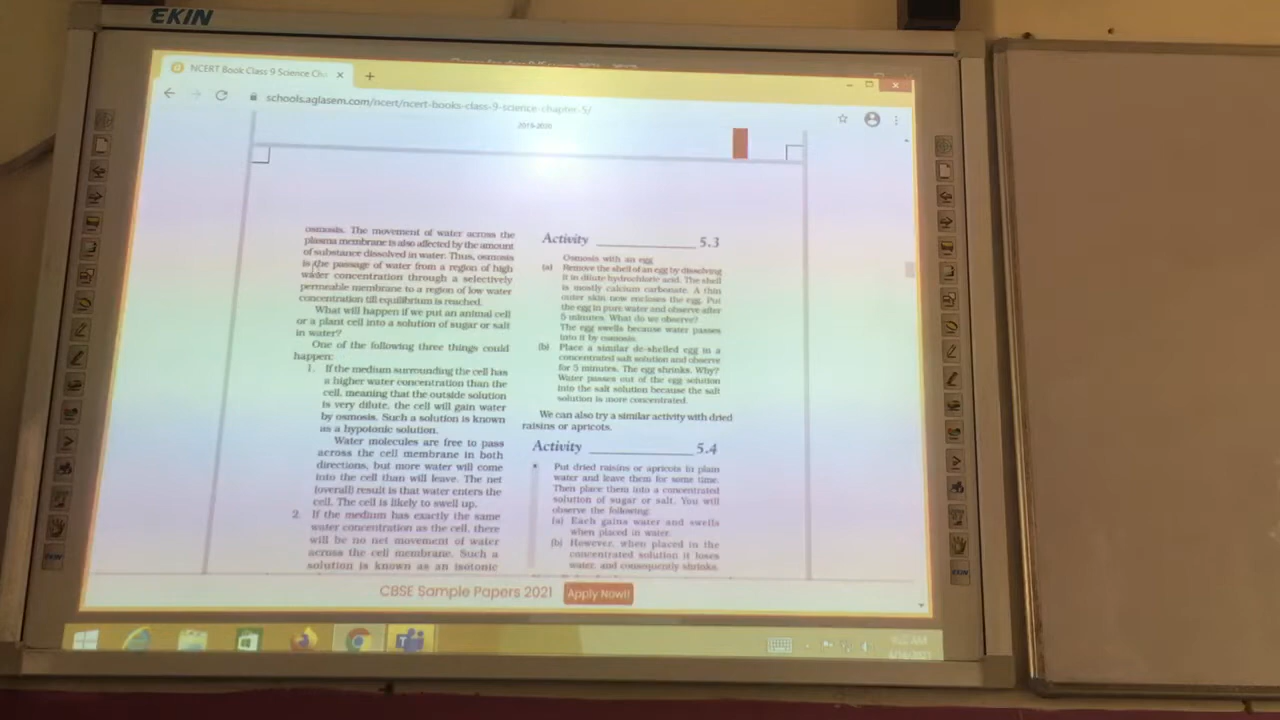 EKIN
NCERT Book Class 9 Science Cha
schools.aglasem.com/ncert/ncert-books-class-9-science-chapter-5/
2019-2020
osmosis. The movement of water across the
plasma membrane is also affected by the amount
of substance dissolved in water. Thus, osmosis
is the passage of water from a region of high
water concentration through a selectively
permeable membrane to a region of low water
concentration till equilibrium is reached.
What will happen if we put an animal cell
or a plant cell into a solution of sugar or salt
in water?
One of the following three things could
happen:
1. If the medium surrounding the cell has
a higher water concentration than the
cell, meaning that the outside solution
is very dilute, the cell will gain water
by osmosis. Such a solution is known
as a hypotonic solution.
Water molecules are free to pass
across the cell membrane in both
directions, but more water will come
into the cell than will leave. The net
(overall) result is that water enters the
cell. The cell is likely to swell up.
2. If the medium has exactly the same
water concentration as the cell, there
will be no net movement of water
across the cell membrane. Such a
solution is known as an isotonic
Activity ____________ 5.3
Osmosis with an egg
(a) Remove the shell of an egg by dissolving
it in dilute hydrochloric acid. The shell
is mostly calcium carbonate. A thin
outer skin now encloses the egg. Put
the egg in pure water and observe after
5 minutes. What do we observe?
The egg swells because water passes
into it by osmosis.
(b) Place a similar de-shelled egg in a
concentrated salt solution and observe
for 5 minutes. The egg shrinks. Why?
Water passes out of the egg solution
into the salt solution because the salt
solution is more concentrated.
We can also try a similar activity with dried
raisins or apricots.
Activity ____________ 5.4
• Put dried raisins or apricots in plain
water and leave them for some time.
Then place them into a concentrated
solution of sugar or salt. You will
observe the following:
(a) Each gains water and swells
when placed in water.
(b) However, when placed in the
concentrated solution it loses
water, and consequently shrinks.
CBSE Sample Papers 2021 Apply Now!!
EKIN
EKIN